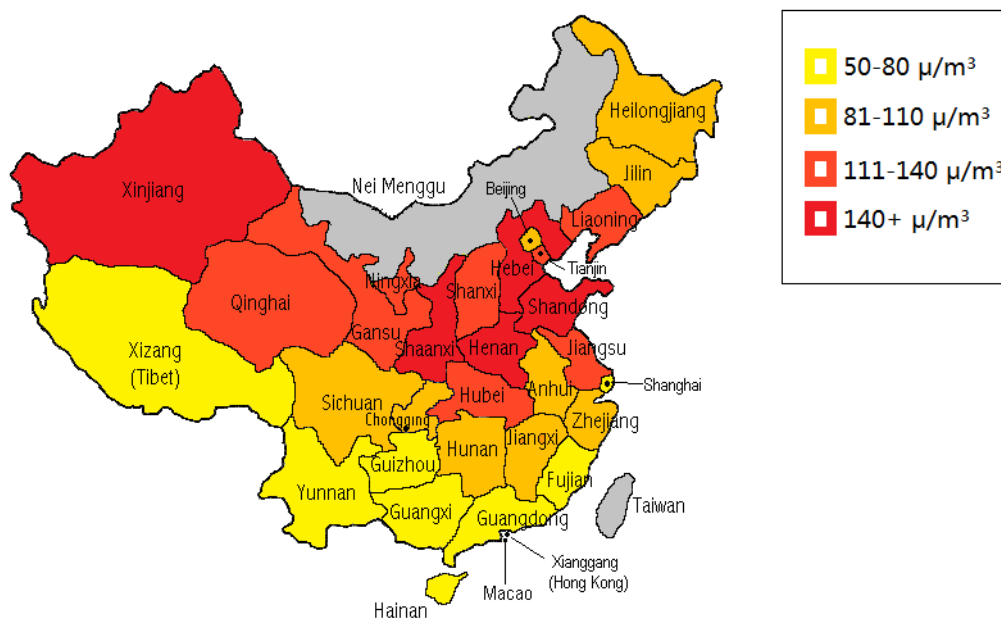 50-80 µ/m³
81-110 µ/m³
111-140 µ/m³
140+ µ/m³
Heilongjiang
Jilin
Xinjiang
Nei Menggu
Beijing
Liaoning
Hebei
Tianjin
Ningxia
Shanxi
Qinghai
Shandong
Gansu
Shaanxi
Henan
Jiangsu
Xizang
(Tibet)
Sichuan
Hubei
Anhui
Shanghai
Chongqing
Zhejiang
Hunan
Jiangxi
Guizhou
Fujian
Yunnan
Guangxi
Guangdong
Taiwan
Xianggang
(Hong Kong)
Macao
Hainan